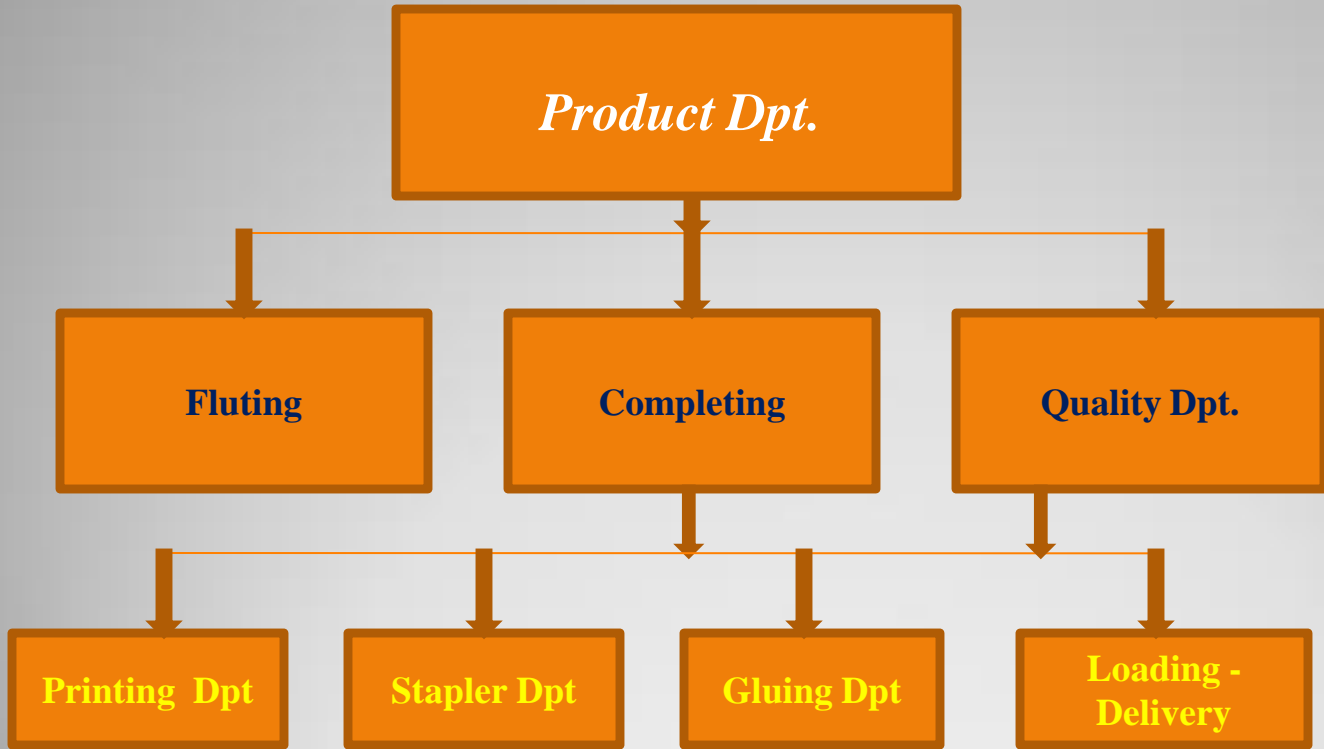 Product Dpt.
Fluting
Completing
Quality Dpt.
Printing  Dpt
Stapler Dpt
Gluing Dpt
Loading -
Delivery